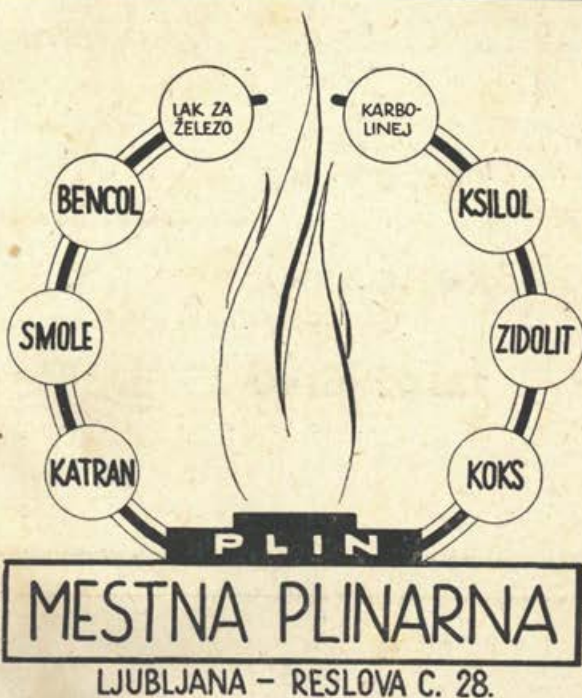 LAK ZA
ŽELEZO
KARBO-
LINEJ
BENCOL
KSILOL
SMOLE
ZIDOLIT
KATRAN
KOKS
PLIN
MESTNA PLINARNA
LJUBLJANA – RESLOVA C. 28.